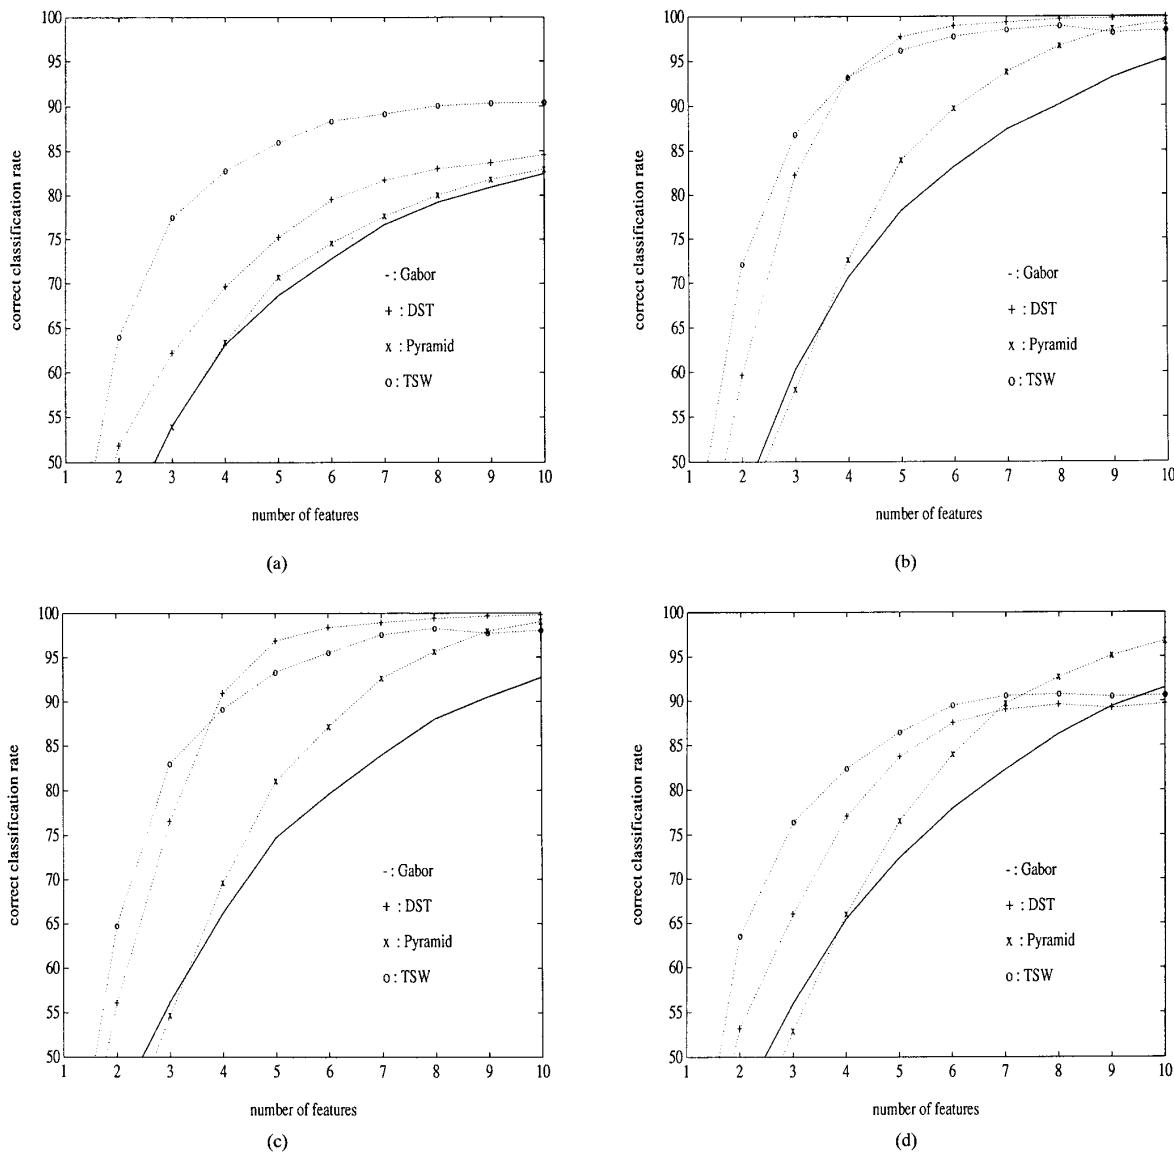 100
95
90
85
80
75
70
65
60
55
50
correct classification rate
- : Gabor
+ : DST
x : Pyramid
o : TSW
1 2 3 4 5 6 7 8 9 10
number of features
(a)
100
95
90
85
80
75
70
65
60
55
50
correct classification rate
- : Gabor
+ : DST
x : Pyramid
o : TSW
1 2 3 4 5 6 7 8 9 10
number of features
(b)
100
95
90
85
80
75
70
65
60
55
50
correct classification rate
- : Gabor
+ : DST
x : Pyramid
o : TSW
1 2 3 4 5 6 7 8 9 10
number of features
(c)
100
95
90
85
80
75
70
65
60
55
50
correct classification rate
- : Gabor
+ : DST
x : Pyramid
o : TSW
1 2 3 4 5 6 7 8 9 10
number of features
(d)